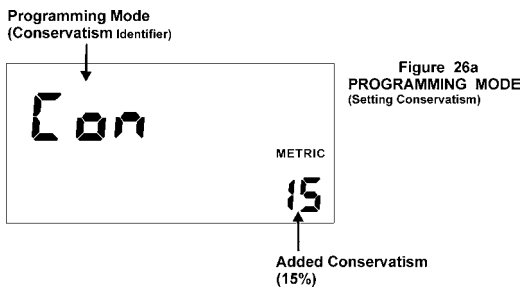 Programming Mode
(Conservatism Identifier)
Figure 26a
PROGRAMMING MODE
(Setting Conservatism)
Con
METRIC
15
Added Conservatism
(15%)